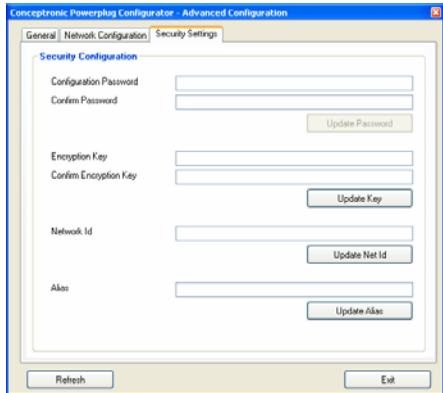 Conceptronic Powerplug Configurator - Advanced Configuration
General Network Configuration Security Settings
Security Configuration
Configuration Password
Confirm Password
Update Password
Encryption Key
Confirm Encryption Key
Update Key
Network Id
Update Net Id
Alias
Update Alias
Refresh Exit